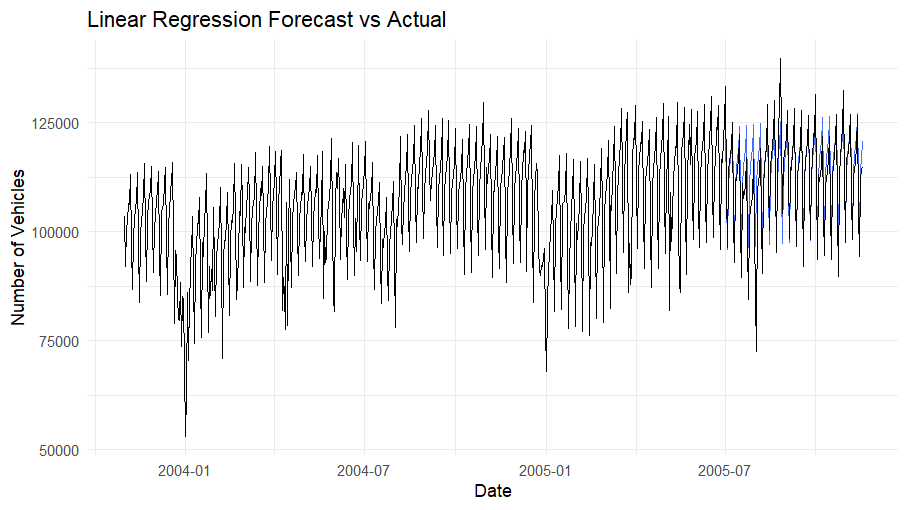 Linear Regression Forecast vs Actual
Number of Vehicles
125000
100000
75000
50000
2004-01
2004-07
2005-01
2005-07
Date